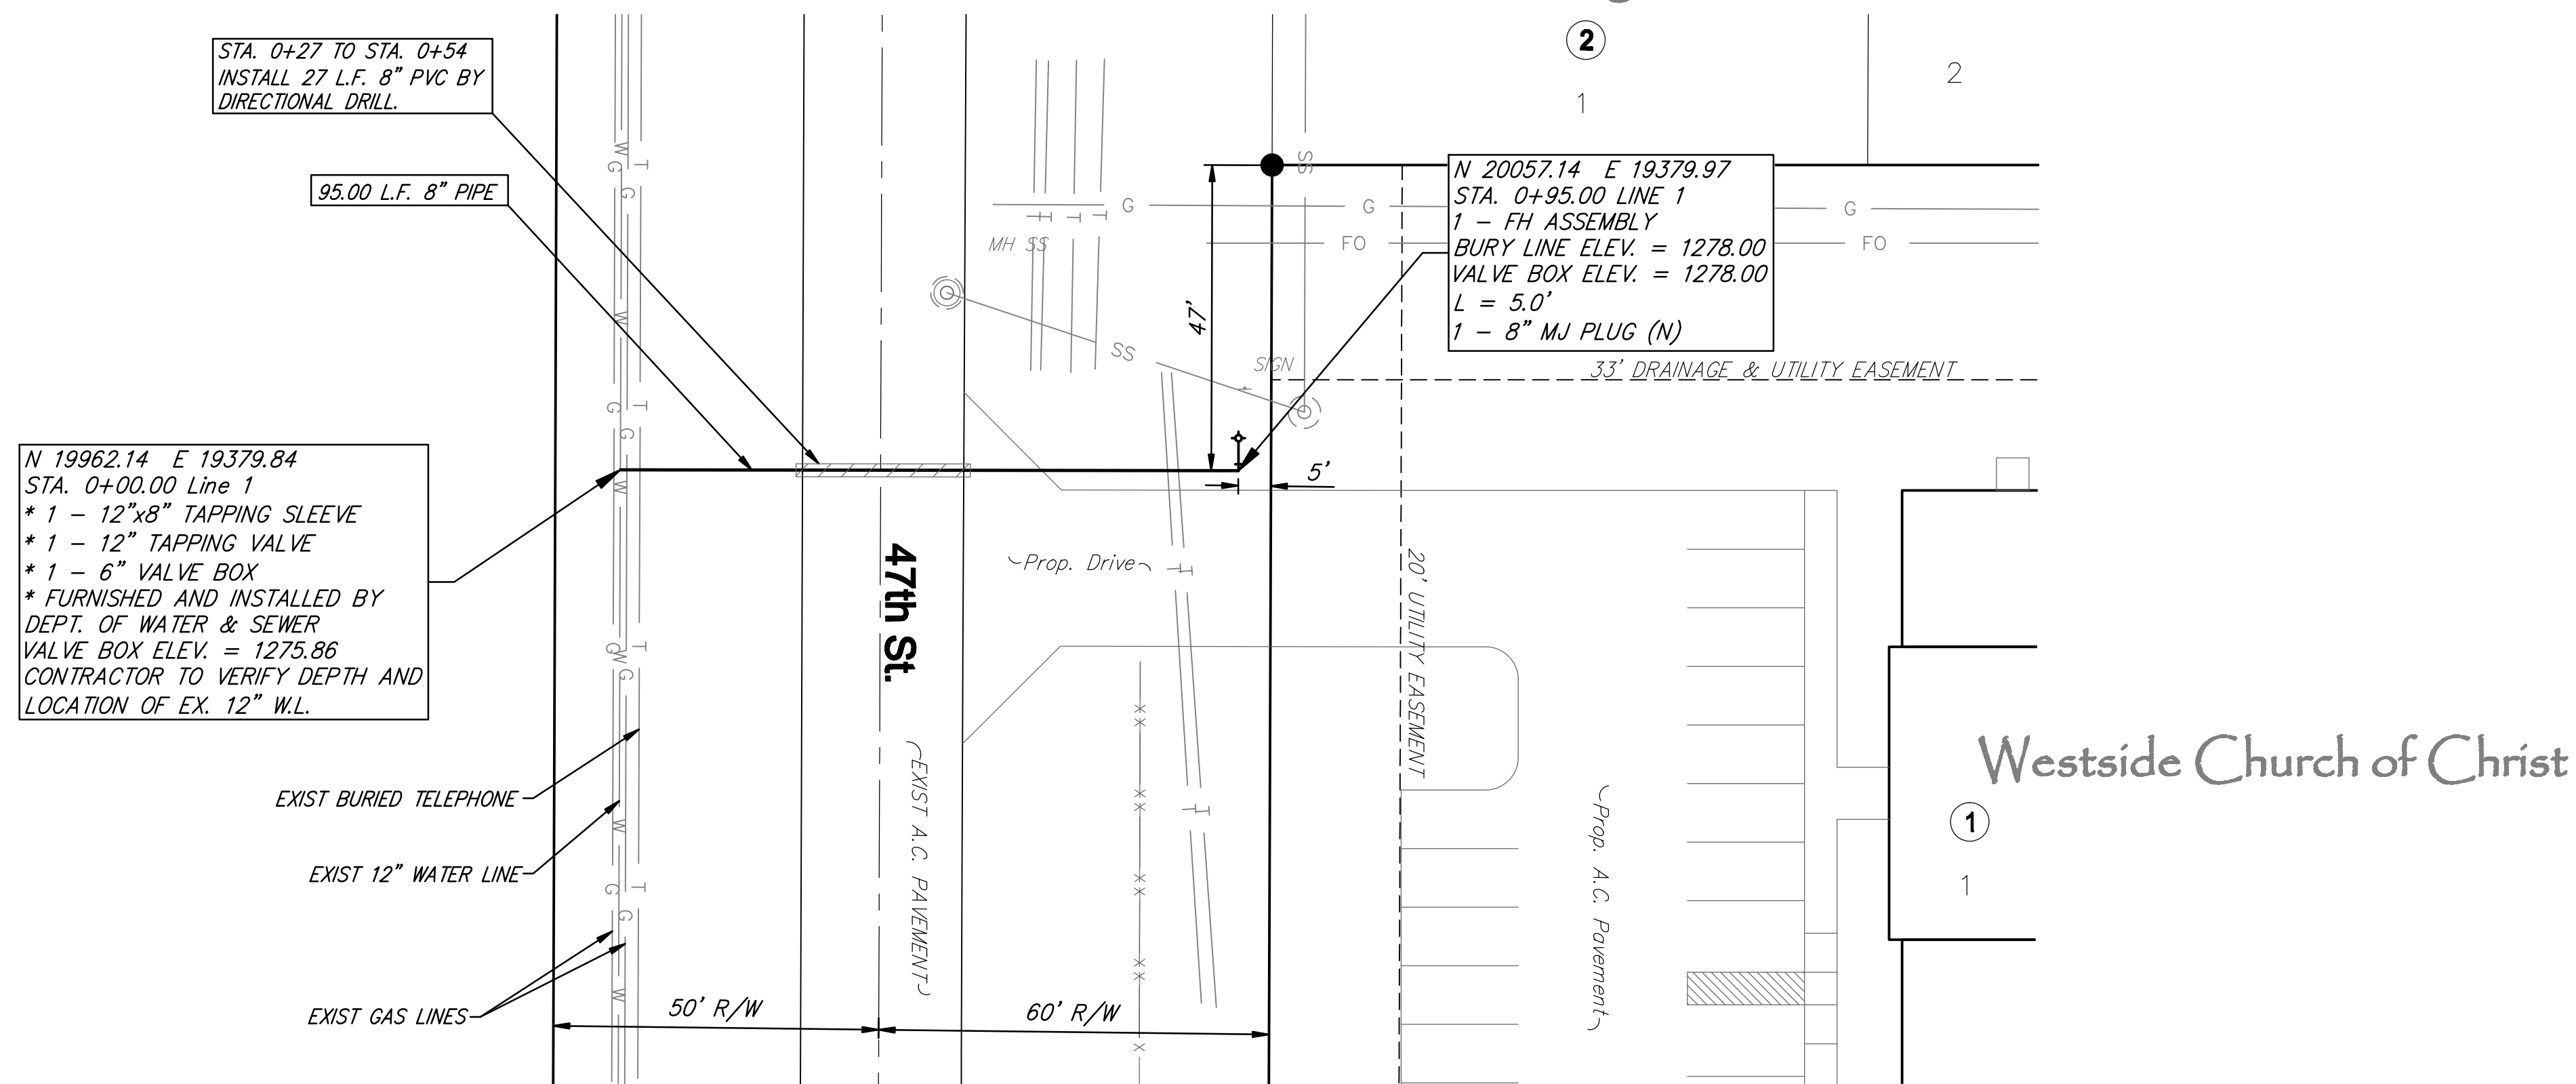 STA. 0+27 TO STA. 0+54
INSTALL 27 L.F. 8" PVC BY
DIRECTIONAL DRILL.
95.00 L.F. 8" PIPE
N 19962.14 E 19379.84
STA. 0+00.00 Line 1
* 1 - 12"x8" TAPPING SLEEVE
* 1 - 12" TAPPING VALVE
* 1 - 6" VALVE BOX
* FURNISHED AND INSTALLED BY
DEPT. OF WATER & SEWER
VALVE BOX ELEV. = 1275.86
CONTRACTOR TO VERIFY DEPTH AND
LOCATION OF EX. 12" W.L.
EXIST BURIED TELEPHONE
EXIST 12" WATER LINE
EXIST GAS LINES
W
G
T
G
W
G
T
G
W
G
W
T
G
W
G
T
G
W
50' R/W
60' R/W
47th St.
EXIST A.C. PAVEMENT
MH SS
T
T
T
G
G
G
FO
FO
SS
SS
SIGN
47'
5'
Prop. Drive
T
T
20' UTILITY EASEMENT
2
1
2
N 20057.14 E 19379.97
STA. 0+95.00 LINE 1
1 - FH ASSEMBLY
BURY LINE ELEV. = 1278.00
VALVE BOX ELEV. = 1278.00
L = 5.0'
1 - 8" MJ PLUG (N)
33' DRAINAGE & UTILITY EASEMENT
Prop. A.C. Pavement
Westside Church of Christ
1
1